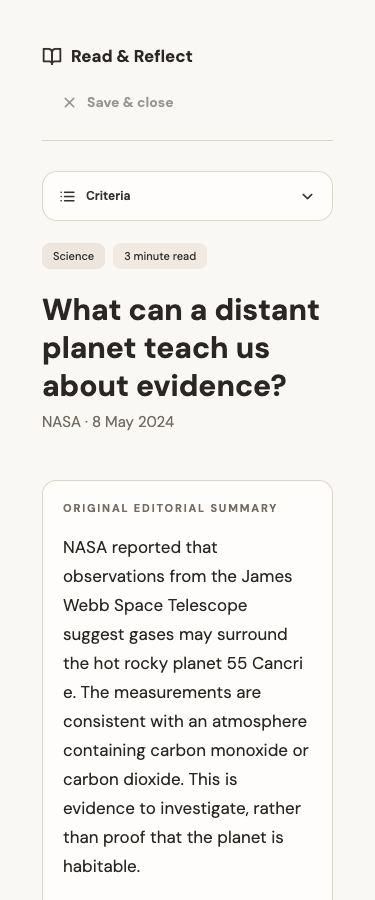 Read & Reflect
Save & close
Criteria
Science
3 minute read
What can a distant
planet teach us
about evidence?
NASA · 8 May 2024
ORIGINAL EDITORIAL SUMMARY
NASA reported that
observations from the James
Webb Space Telescope
suggest gases may surround
the hot rocky planet 55 Cancri
e. The measurements are
consistent with an atmosphere
containing carbon monoxide or
carbon dioxide. This is
evidence to investigate, rather
than proof that the planet is
habitable.